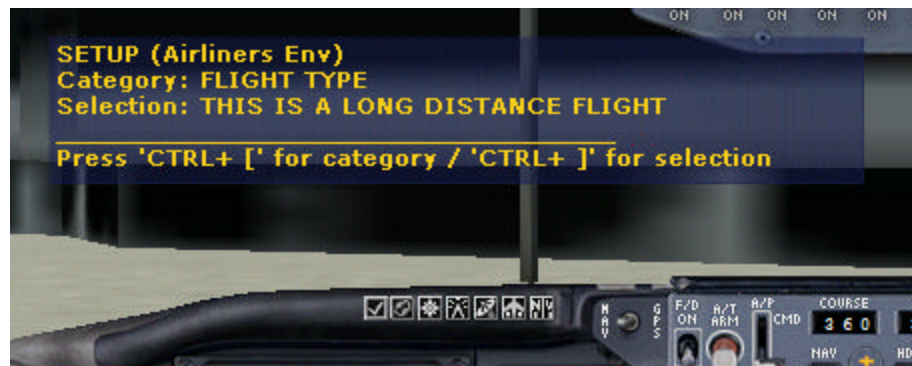 ON ON ON ON ON
SETUP (Airliners Env)
Category: FLIGHT TYPE
Selection: THIS IS A LONG DISTANCE FLIGHT
Press 'CTRL+ [' for category / 'CTRL+ ]' for selection
NAV
GPS
F/D
ON
A/T
ARM
A/P
CMD
COURSE
360
NAV
HD